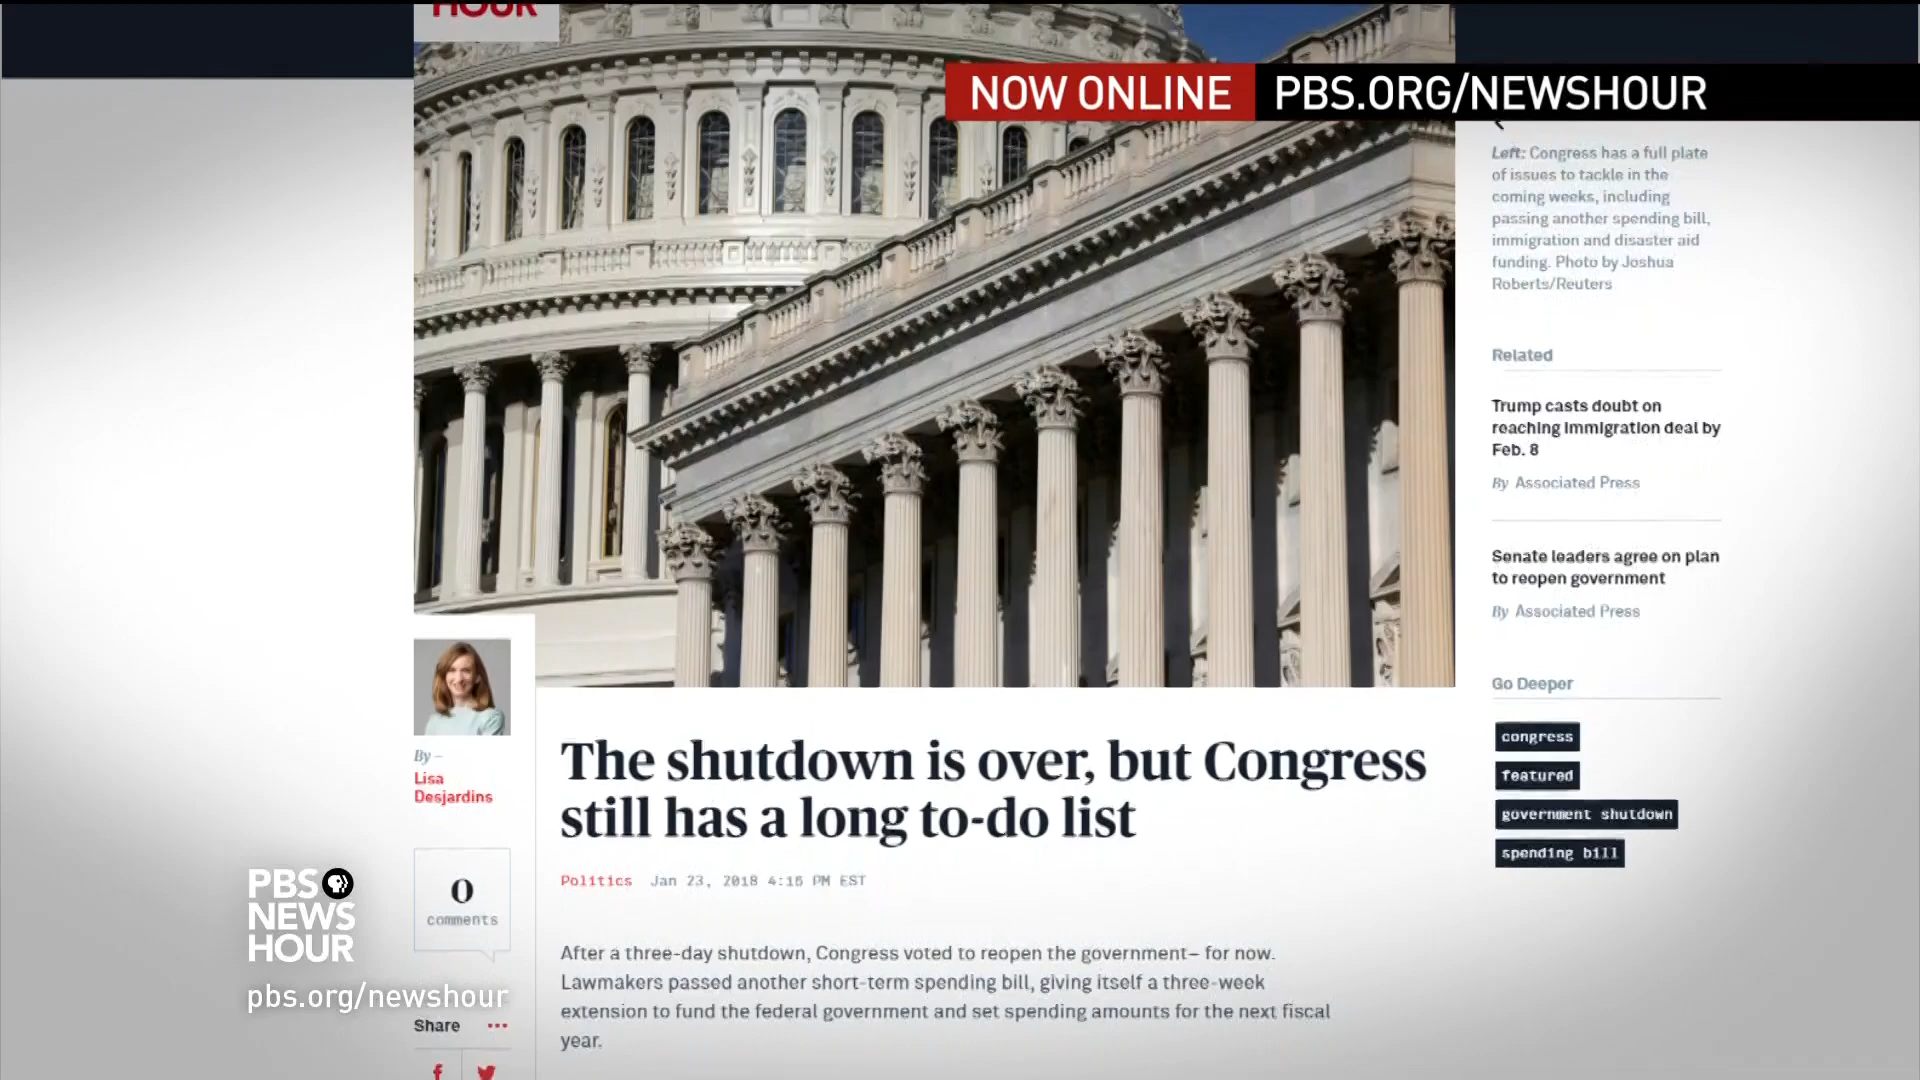 HOUR
NOW ONLINE
PBS.ORG/NEWSHOUR
Left: Congress has a full plate
of issues to tackle in the
coming weeks, including
passing another spending bill,
immigration and disaster aid
funding. Photo by Joshua
Roberts/Reuters
Related
Trump casts doubt on
reaching immigration deal by
Feb. 8
By Associated Press
Senate leaders agree on plan
to reopen government
By Associated Press
Go Deeper
congress
featured
government shutdown
spending bill
By –
Lisa
Desjardins
The shutdown is over, but Congress
still has a long to-do list
Politics Jan 23, 2018 4:15 PM EST
0
comments
After a three-day shutdown, Congress voted to reopen the government– for now.
Lawmakers passed another short-term spending bill, giving itself a three-week
extension to fund the federal government and set spending amounts for the next fiscal
year.
PBS
NEWS
HOUR
pbs.org/newshour
Share